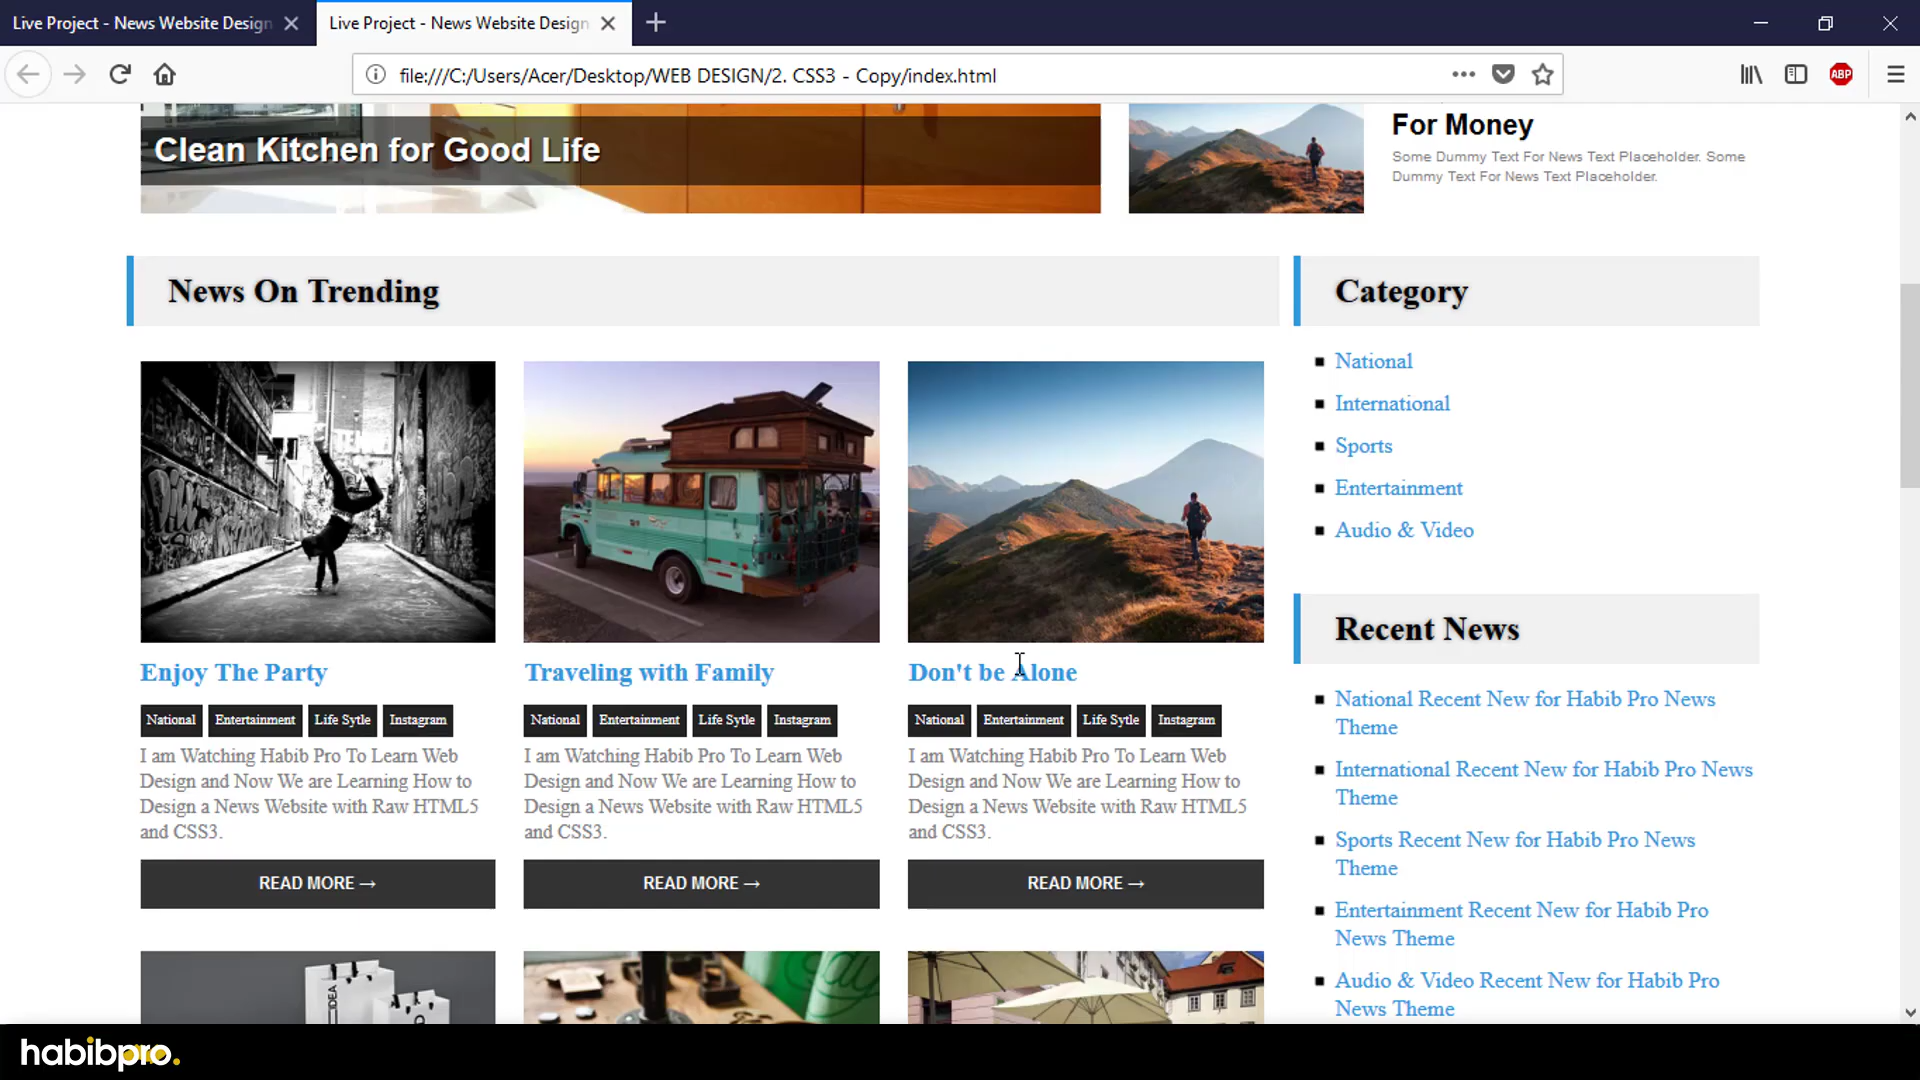 Live Project - News Website Design
Live Project - News Website Design
file:///C:/Users/Acer/Desktop/WEB DESIGN/2. CSS3 - Copy/index.html
ABP
Clean Kitchen for Good Life
For Money
Some Dummy Text For News Text Placeholder. Some
Dummy Text For News Text Placeholder.
News On Trending
Enjoy The Party
National Entertainment Life Sytle Instagram
I am Watching Habib Pro To Learn Web
Design and Now We are Learning How to
Design a News Website with Raw HTML5
and CSS3.
READ MORE →
Traveling with Family
National Entertainment Life Sytle Instagram
I am Watching Habib Pro To Learn Web
Design and Now We are Learning How to
Design a News Website with Raw HTML5
and CSS3.
READ MORE →
Don't be Alone
National Entertainment Life Sytle Instagram
I am Watching Habib Pro To Learn Web
Design and Now We are Learning How to
Design a News Website with Raw HTML5
and CSS3.
READ MORE →
Category
National
International
Sports
Entertainment
Audio & Video
Recent News
National Recent New for Habib Pro News
Theme
International Recent New for Habib Pro News
Theme
Sports Recent New for Habib Pro News
Theme
Entertainment Recent New for Habib Pro
News Theme
Audio & Video Recent New for Habib Pro
News Theme
habibpro.